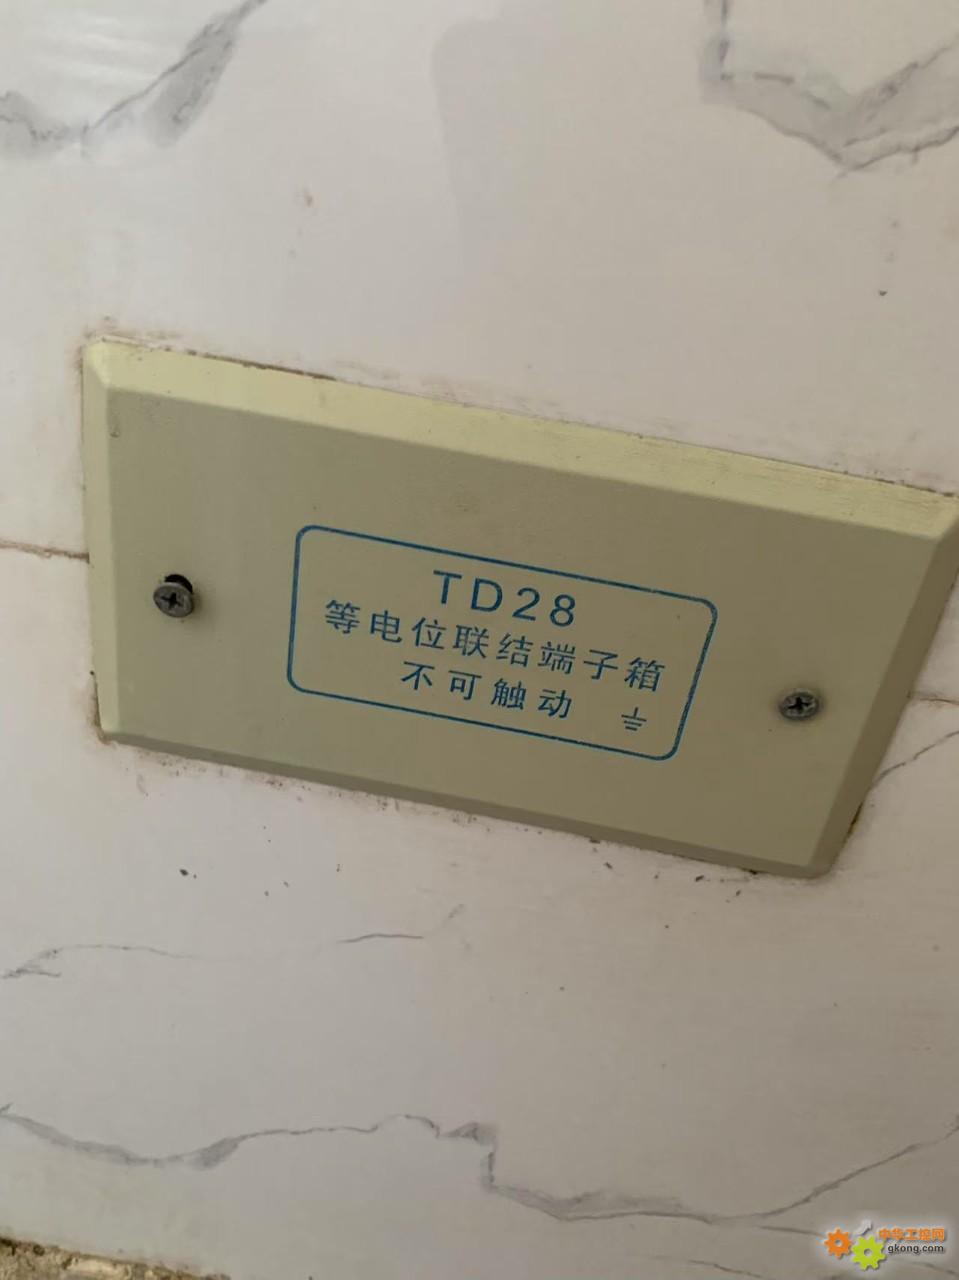 TD28
等电位联结端子箱
不可触动
中华工控网
gkong.com